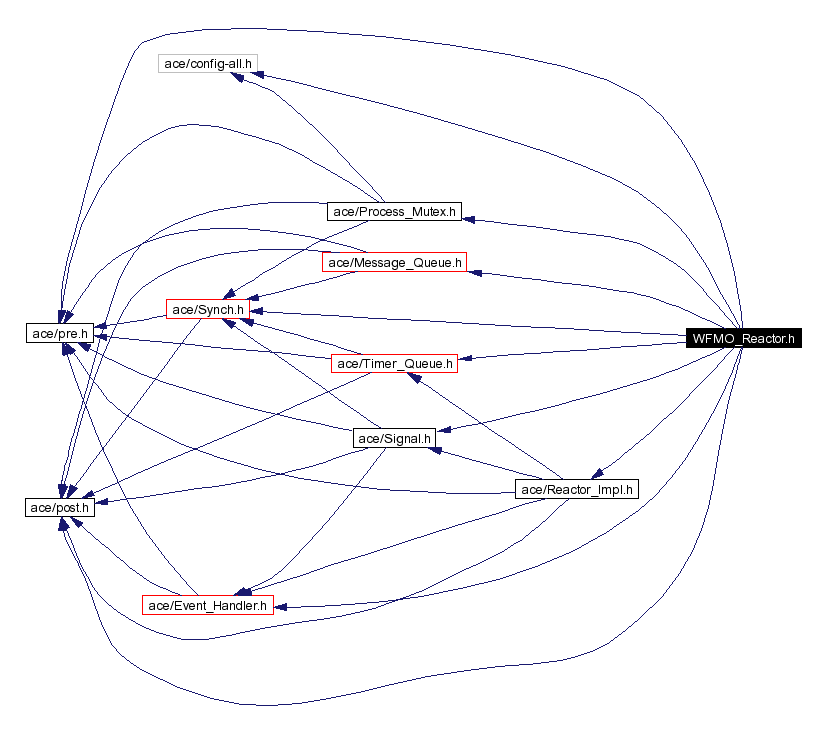 ace/config-all.h
ace/Process_Mutex.h
ace/Message_Queue.h
ace/Synch.h
ace/pre.h
WFMO_Reactor.h
ace/Timer_Queue.h
ace/Signal.h
ace/Reactor_Impl.h
ace/post.h
ace/Event_Handler.h